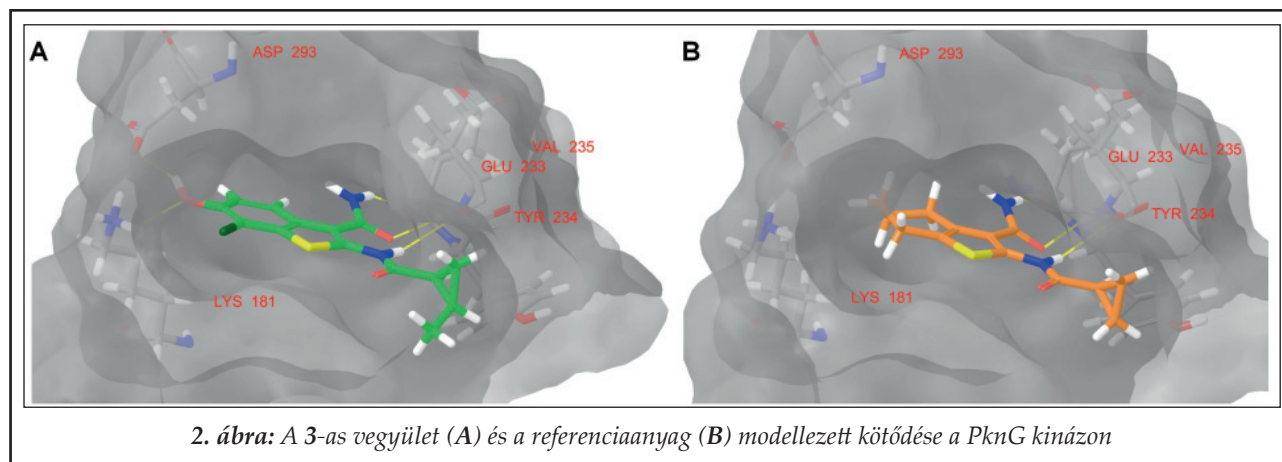 A
ASP 293
VAL 235
GLU 233
TYR 234
LYS 181
B
ASP 293
VAL 235
GLU 233
TYR 234
LYS 181
2. ábra: A 3-as vegyület (A) és a referenciaanyag (B) modellezett kötődése a PknG kinázon